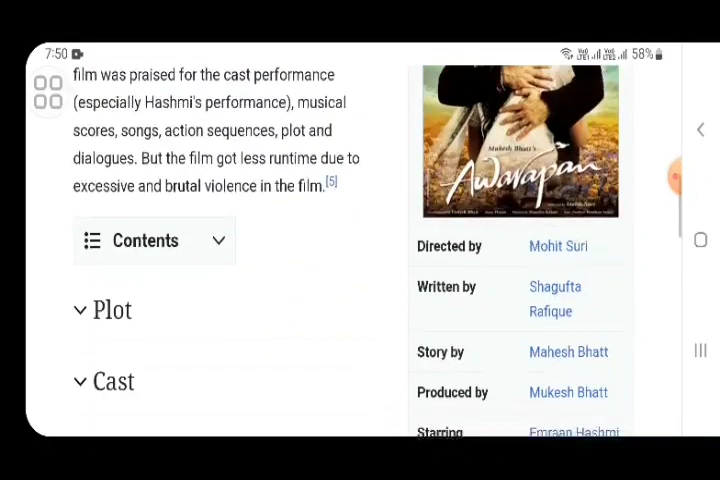 7:50
58%
film was praised for the cast performance
(especially Hashmi's performance), musical
scores, songs, action sequences, plot and
dialogues. But the film got less runtime due to
excessive and brutal violence in the film.[5]
Contents
Plot
Cast
Mahesh Bhatt's
Awarapan
Directed by Mohit Suri
Written by Shagufta
Rafique
Story by Mahesh Bhatt
Produced by Mukesh Bhatt
Starring Emraan Hashmi